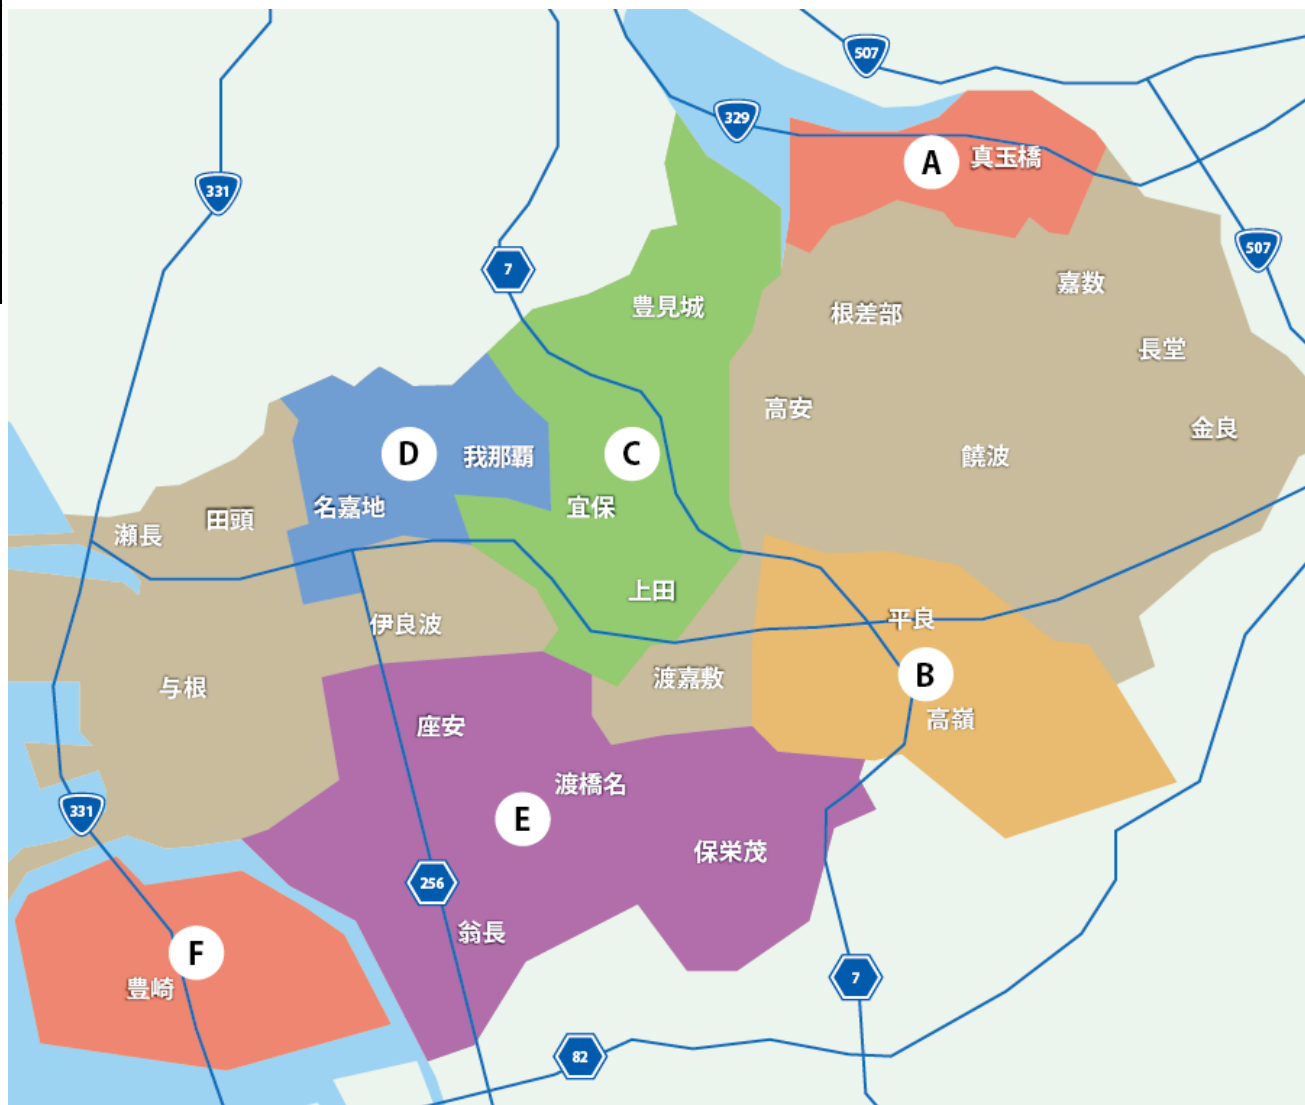 507
329
A
真玉橋
331
507
7
嘉数
豊見城
根差部
長堂
高安
金良
D
我那覇
C
饒波
名嘉地
宜保
田頭
瀬長
上田
伊良波
平良
B
渡嘉敷
与根
高嶺
座安
渡橋名
331
E
保栄茂
256
翁長
F
豊崎
7
82